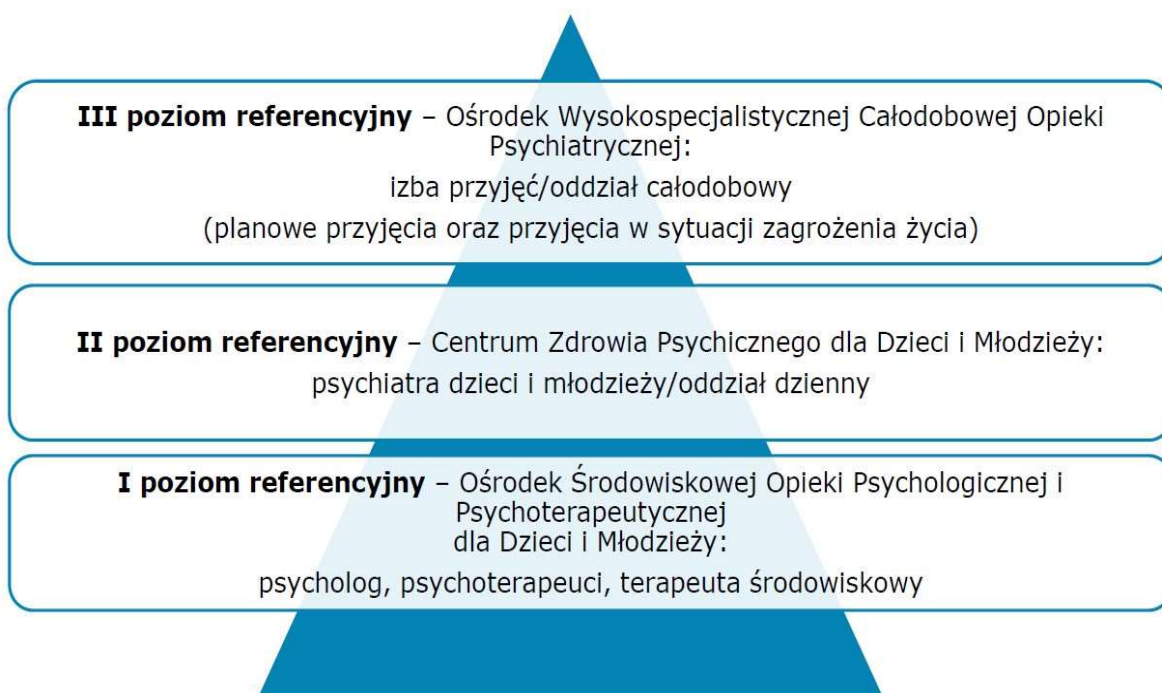 III poziom referencyjny – Ośrodek Wysokospecjalistycznej Całodobowej Opieki
Psychiatrycznej:
izba przyjęć/oddział całodobowy
(planowe przyjęcia oraz przyjęcia w sytuacji zagrożenia życia)
II poziom referencyjny – Centrum Zdrowia Psychicznego dla Dzieci i Młodzieży:
psychiatra dzieci i młodzieży/oddział dzienny
I poziom referencyjny – Ośrodek Środowiskowej Opieki Psychologicznej i
Psychoterapeutycznej
dla Dzieci i Młodzieży:
psycholog, psychoterapeuci, terapeuta środowiskowy